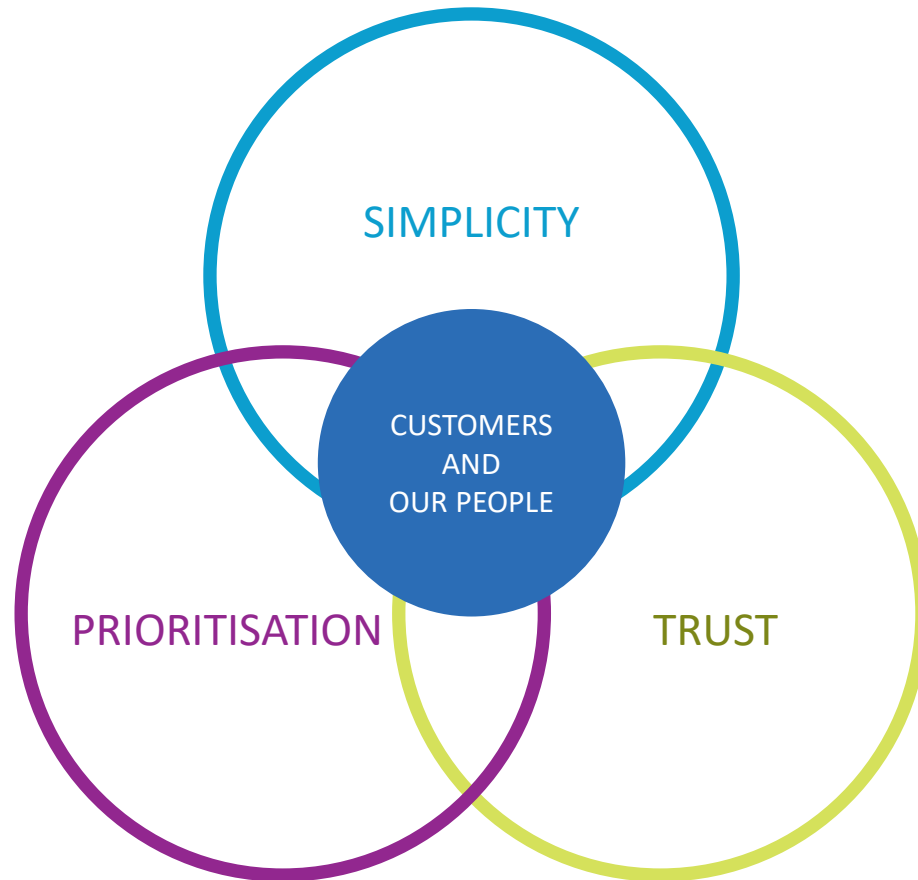 SIMPLICITY
CUSTOMERS
AND
OUR PEOPLE
PRIORITISATION
TRUST